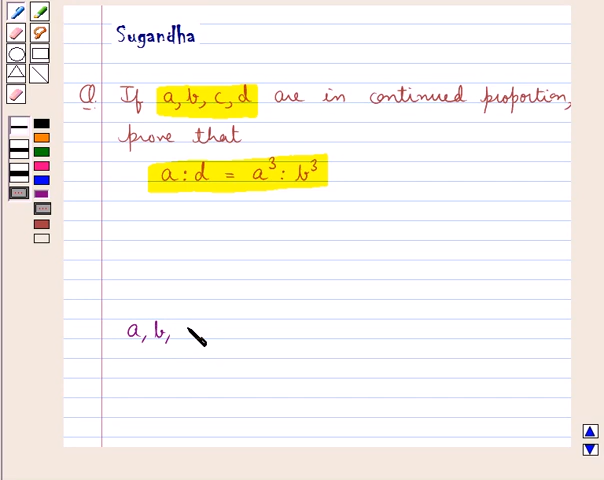 Sugandha
Q. If a, b, c, d are in continued proportion,
prove that
a : d = a³ : b³
a, b,